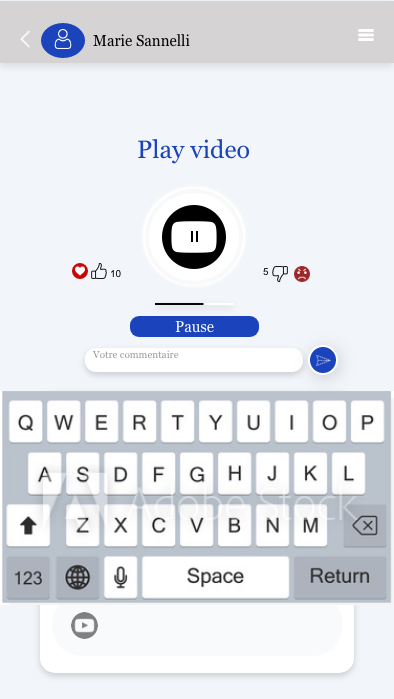 Marie Sannelli
Play video
10
5
Pause
Votre commentaire
Q W E R T Y U I O P
A S D F G H J K L
Adobe Stock
Z X C V B N M
123 Space Return